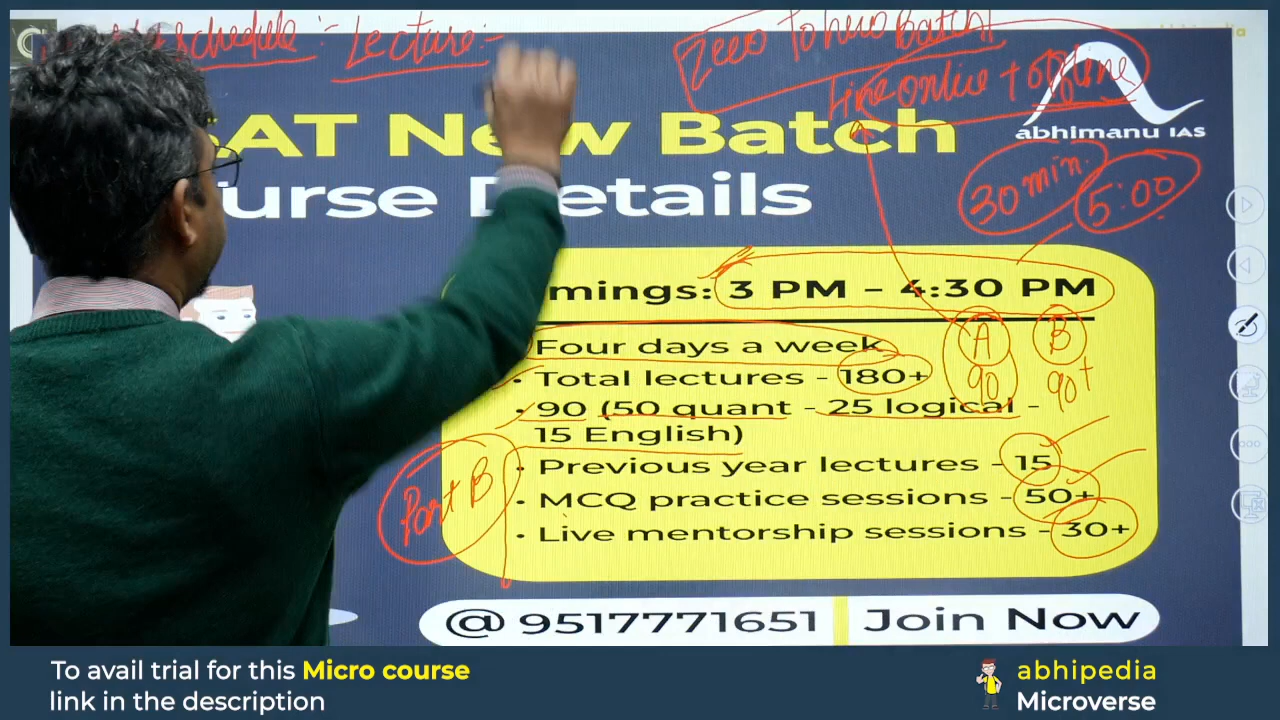 schedule :- Lecture :-
Zero To hero Batch
Live online + offline
SAT New Batch
urse Details
abhimanu IAS
30 min.
5:00
mings: 3 PM – 4:30 PM
A B
90 90+
Four days a week
• Total lectures - 180+
• 90 (50 quant - 25 logical -
15 English)
• Previous year lectures - 15
• MCQ practice sessions - 50+
• Live mentorship sessions - 30+
Part B
@ 9517771651 Join Now
To avail trial for this Micro course
link in the description
abhipedia
Microverse